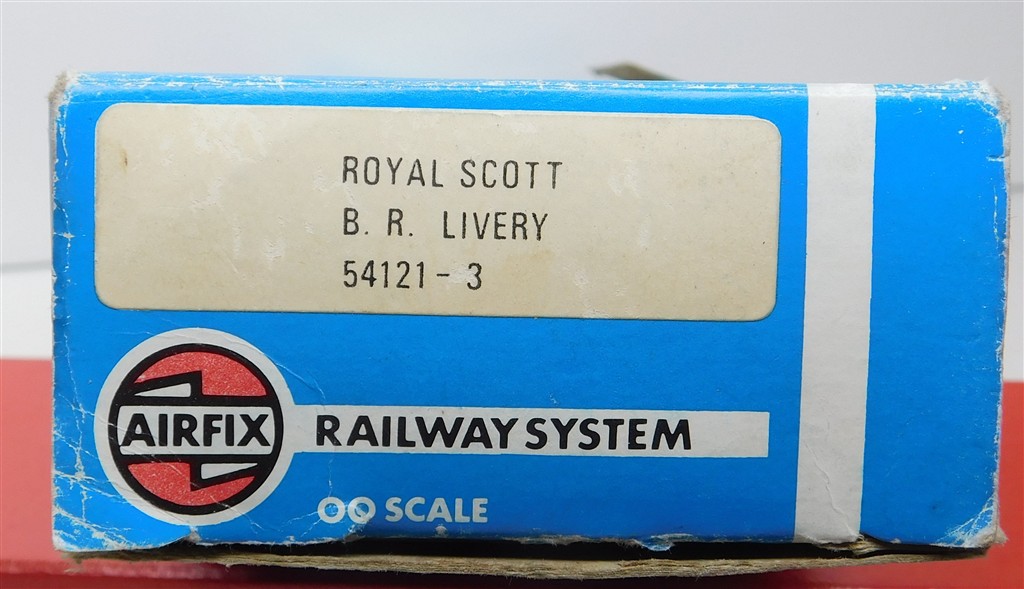 ROYAL SCOTT
B. R. LIVERY
54121-3
AIRFIX
RAILWAY SYSTEM
OO SCALE